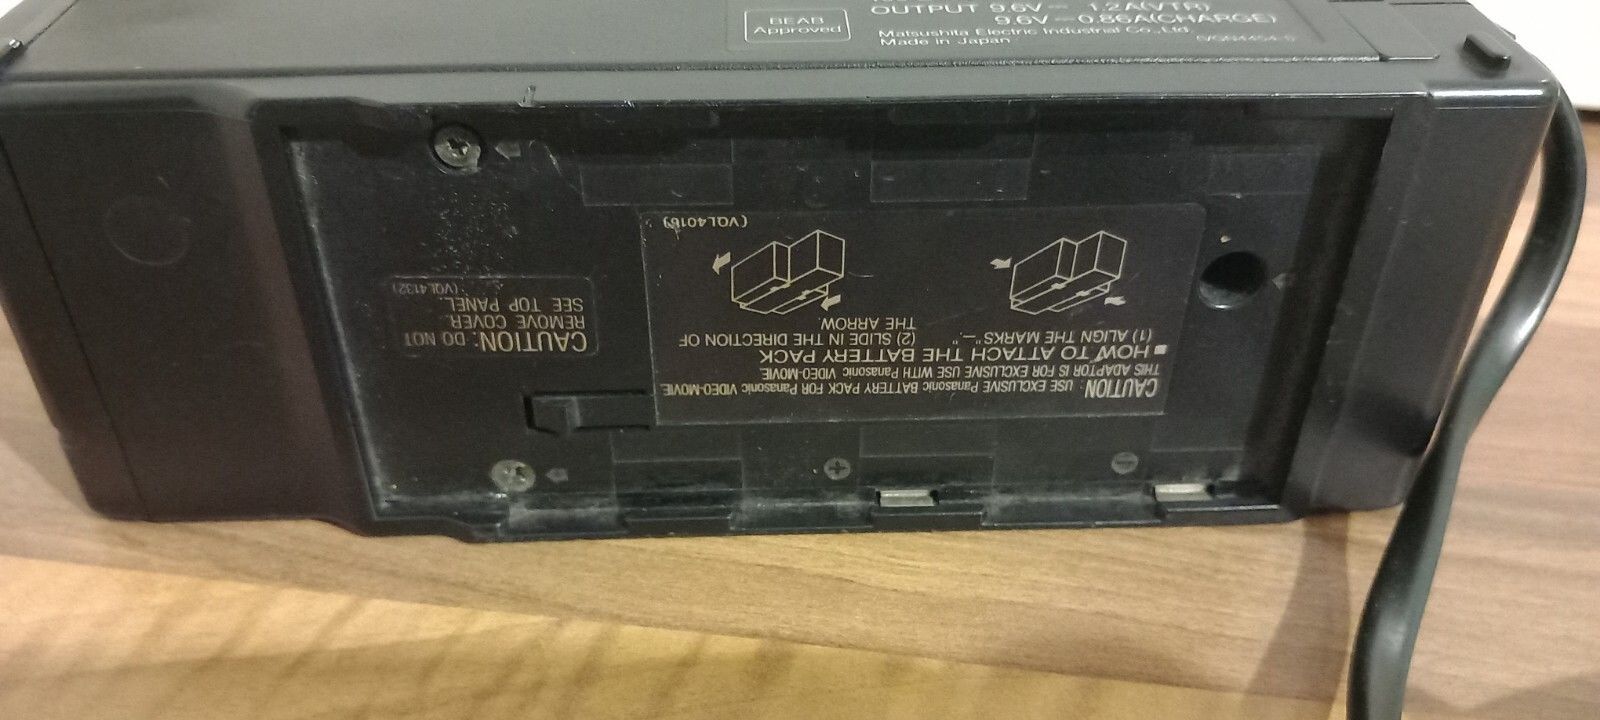 OUTPUT 9.6V 1.2A(VTR)
9.6V 0.86A(CHARGE)
BEAB
Approved
Matsushita Electric Industrial Co.,Ltd.
Made in Japan
CAUTION: USE EXCLUSIVE Panasonic BATTERY PACK FOR Panasonic VIDEO-MOVIE
THIS ADAPTOR IS FOR EXCLUSIVE USE WITH Panasonic VIDEO-MOVIE
■ HOW TO ATTACH THE BATTERY PACK
(1) ALIGN THE MARKS "—".
(2) SLIDE IN THE DIRECTION OF
THE ARROW.
(VQL4016)
CAUTION: DO NOT
REMOVE COVER.
SEE TOP PANEL.
(VQL4132)